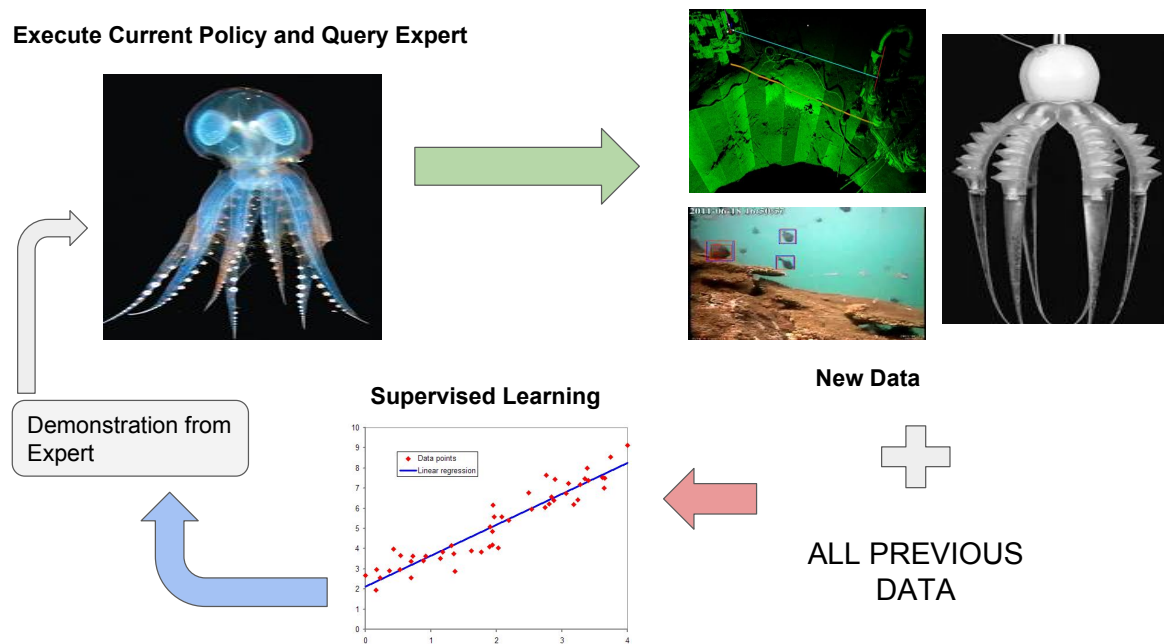 Execute Current Policy and Query Expert
New Data
Supervised Learning
Demonstration from
Expert
Data points
Linear regression
10
9
8
7
6
5
4
3
2
1
0
0
1
2
3
4
ALL PREVIOUS
DATA